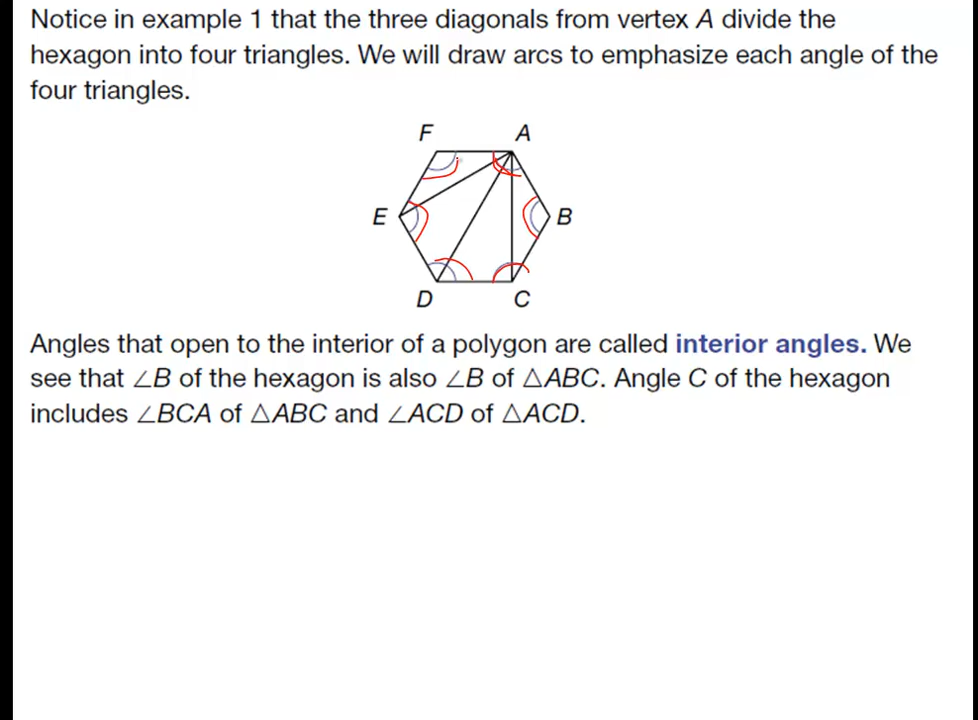 Notice in example 1 that the three diagonals from vertex A divide the
hexagon into four triangles. We will draw arcs to emphasize each angle of the
four triangles.
F A
E B
D C
Angles that open to the interior of a polygon are called interior angles. We
see that ∠B of the hexagon is also ∠B of △ABC. Angle C of the hexagon
includes ∠BCA of △ABC and ∠ACD of △ACD.